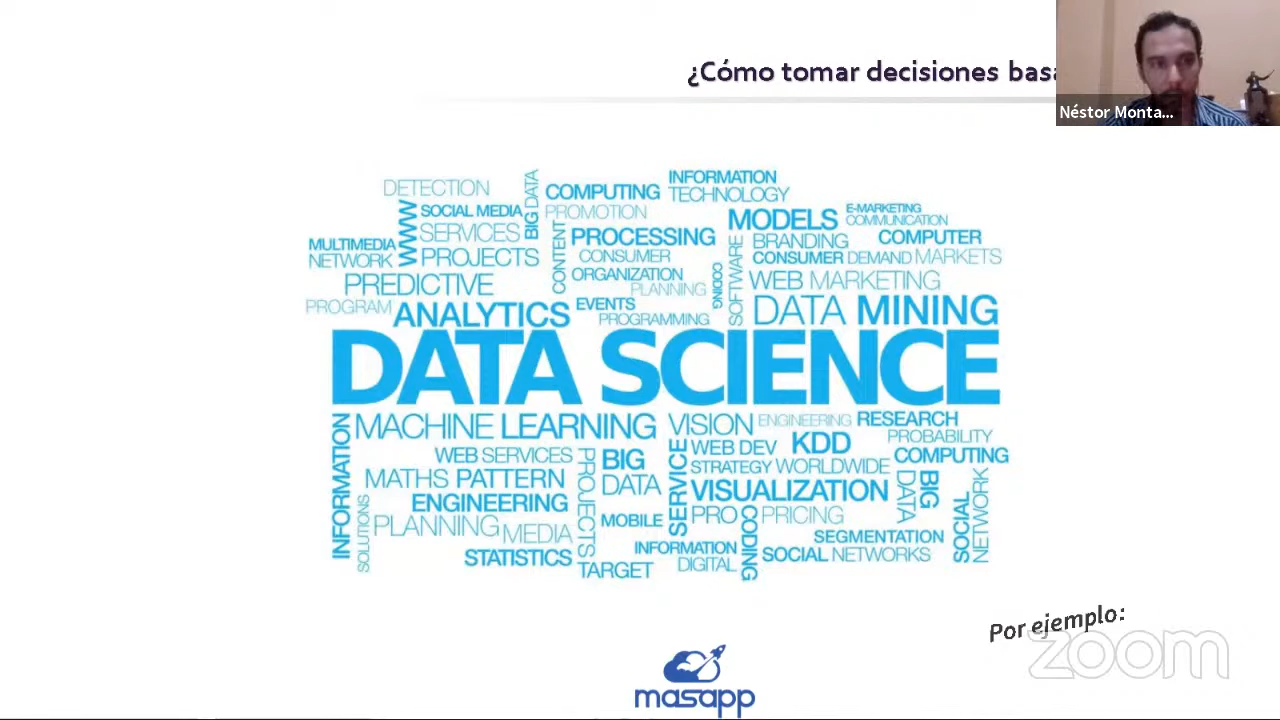 ¿Cómo tomar decisiones basa
Néstor Monta...
DETECTION
BIG DATA
COMPUTING
INFORMATION
TECHNOLOGY
WWW
SOCIAL MEDIA
PROMOTION
MODELS
E-MARKETING
COMMUNICATION
SERVICES
CONTENT
PROCESSING
SOFTWARE
BRANDING
COMPUTER
MULTIMEDIA
NETWORK
PROJECTS
CONSUMER
CONSUMER DEMAND MARKETS
ORGANIZATION
CODING
PREDICTIVE
PLANNING
WEB MARKETING
PROGRAM
ANALYTICS
EVENTS
PROGRAMMING
DATA MINING
DATA SCIENCE
INFORMATION
MACHINE LEARNING
VISION
ENGINEERING
RESEARCH
WEB SERVICES
PROJECTS
BIG
DATA
SERVICE
WEB DEV
KDD
PROBABILITY
COMPUTING
MATHS PATTERN
STRATEGY WORLDWIDE
DATA
BIG
SOLUTIONS
ENGINEERING
VISUALIZATION
SOCIAL
NETWORK
PLANNING
MEDIA
MOBILE
PRO
CODING
PRICING
STATISTICS
INFORMATION
SEGMENTATION
TARGET
DIGITAL
SOCIAL NETWORKS
Por ejemplo:
zoom
masapp